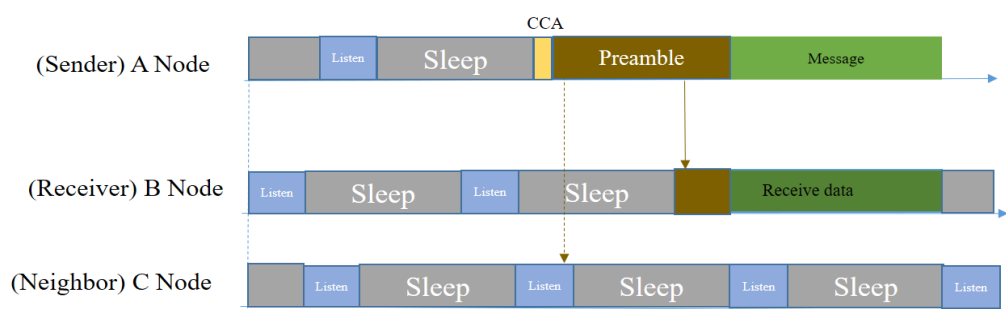 CCA
(Sender) A Node
Listen
Sleep
Preamble
Message
(Receiver) B Node
Listen
Sleep
Listen
Sleep
Receive data
(Neighbor) C Node
Listen
Sleep
Listen
Sleep
Listen
Sleep
Listen